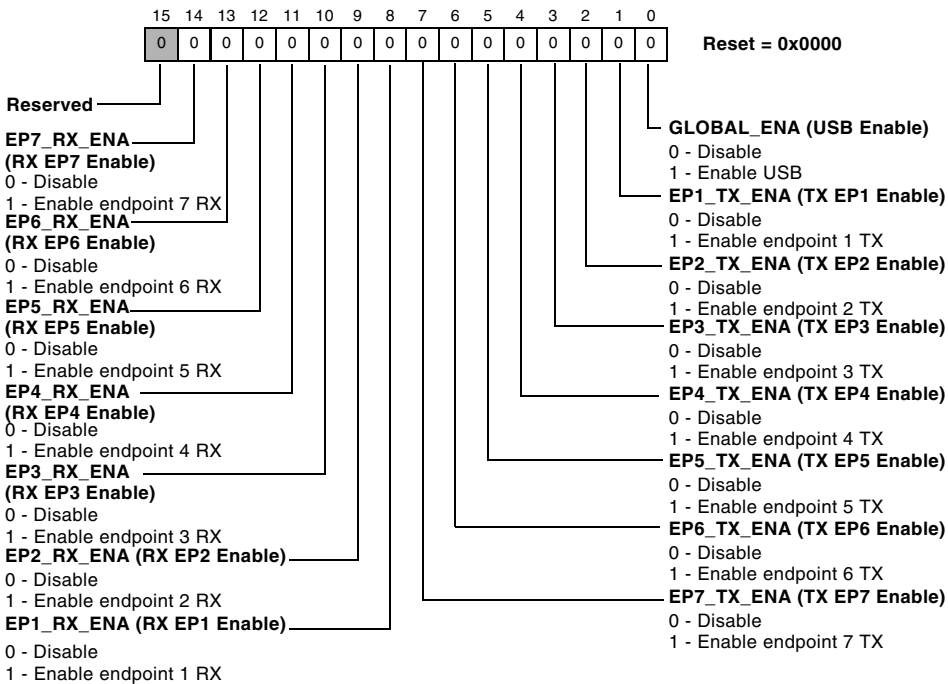 15 14 13 12 11 10 9 8 7 6 5 4 3 2 1 0
0 0 0 0 0 0 0 0 0 0 0 0 0 0 0 0
Reset = 0x0000
Reserved
EP7_RX_ENA
(RX EP7 Enable)
0 - Disable
1 - Enable endpoint 7 RX
EP6_RX_ENA
(RX EP6 Enable)
0 - Disable
1 - Enable endpoint 6 RX
EP5_RX_ENA
(RX EP5 Enable)
0 - Disable
1 - Enable endpoint 5 RX
EP4_RX_ENA
(RX EP4 Enable)
0 - Disable
1 - Enable endpoint 4 RX
EP3_RX_ENA
(RX EP3 Enable)
0 - Disable
1 - Enable endpoint 3 RX
EP2_RX_ENA (RX EP2 Enable)
0 - Disable
1 - Enable endpoint 2 RX
EP1_RX_ENA (RX EP1 Enable)
0 - Disable
1 - Enable endpoint 1 RX
GLOBAL_ENA (USB Enable)
0 - Disable
1 - Enable USB
EP1_TX_ENA (TX EP1 Enable)
0 - Disable
1 - Enable endpoint 1 TX
EP2_TX_ENA (TX EP2 Enable)
0 - Disable
1 - Enable endpoint 2 TX
EP3_TX_ENA (TX EP3 Enable)
0 - Disable
1 - Enable endpoint 3 TX
EP4_TX_ENA (TX EP4 Enable)
0 - Disable
1 - Enable endpoint 4 TX
EP5_TX_ENA (TX EP5 Enable)
0 - Disable
1 - Enable endpoint 5 TX
EP6_TX_ENA (TX EP6 Enable)
0 - Disable
1 - Enable endpoint 6 TX
EP7_TX_ENA (TX EP7 Enable)
0 - Disable
1 - Enable endpoint 7 TX